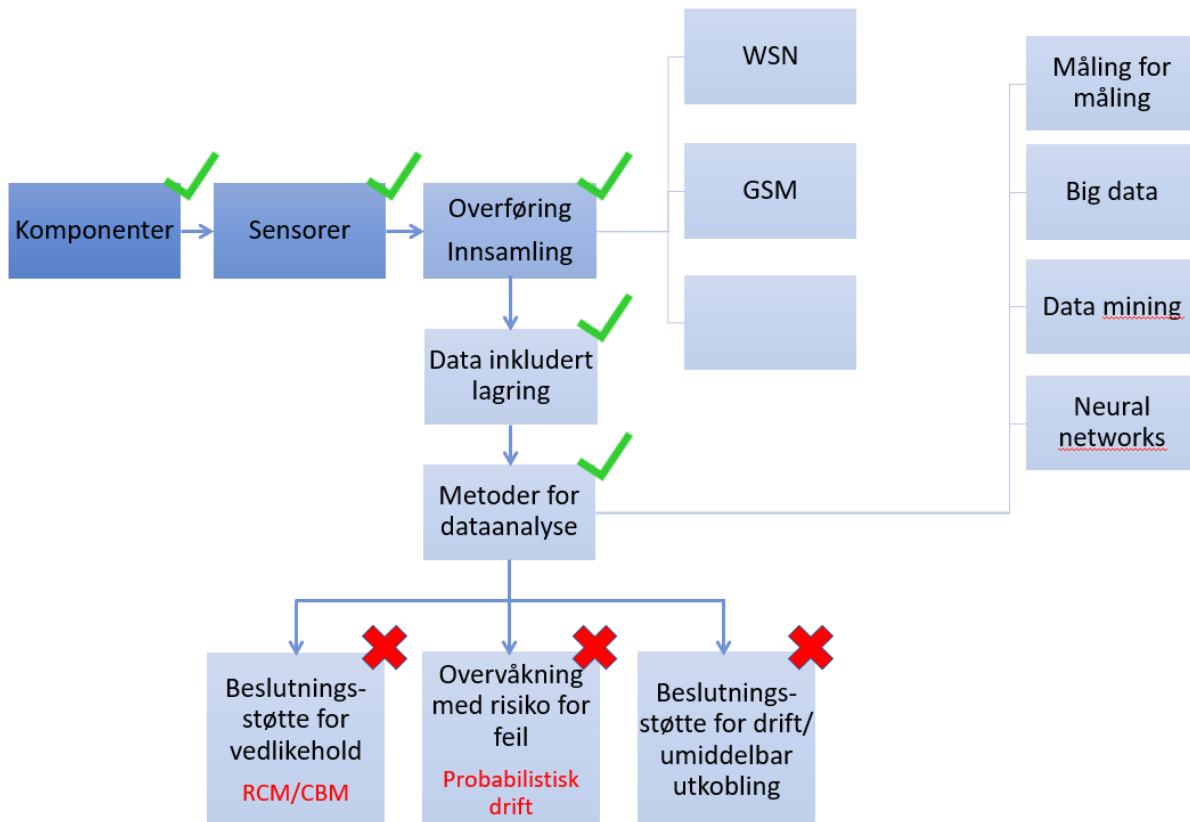 Komponenter
Sensorer
Overføring
Innsamling
WSN
GSM
Data inkludert
lagring
Metoder for
dataanalyse
Måling for
måling
Big data
Data mining
Neural
networks
Beslutnings-
støtte for
vedlikehold
RCM/CBM
Overvåkning
med risiko for
feil
Probabilistisk
drift
Beslutnings-
støtte for drift/
umiddelbar
utkobling